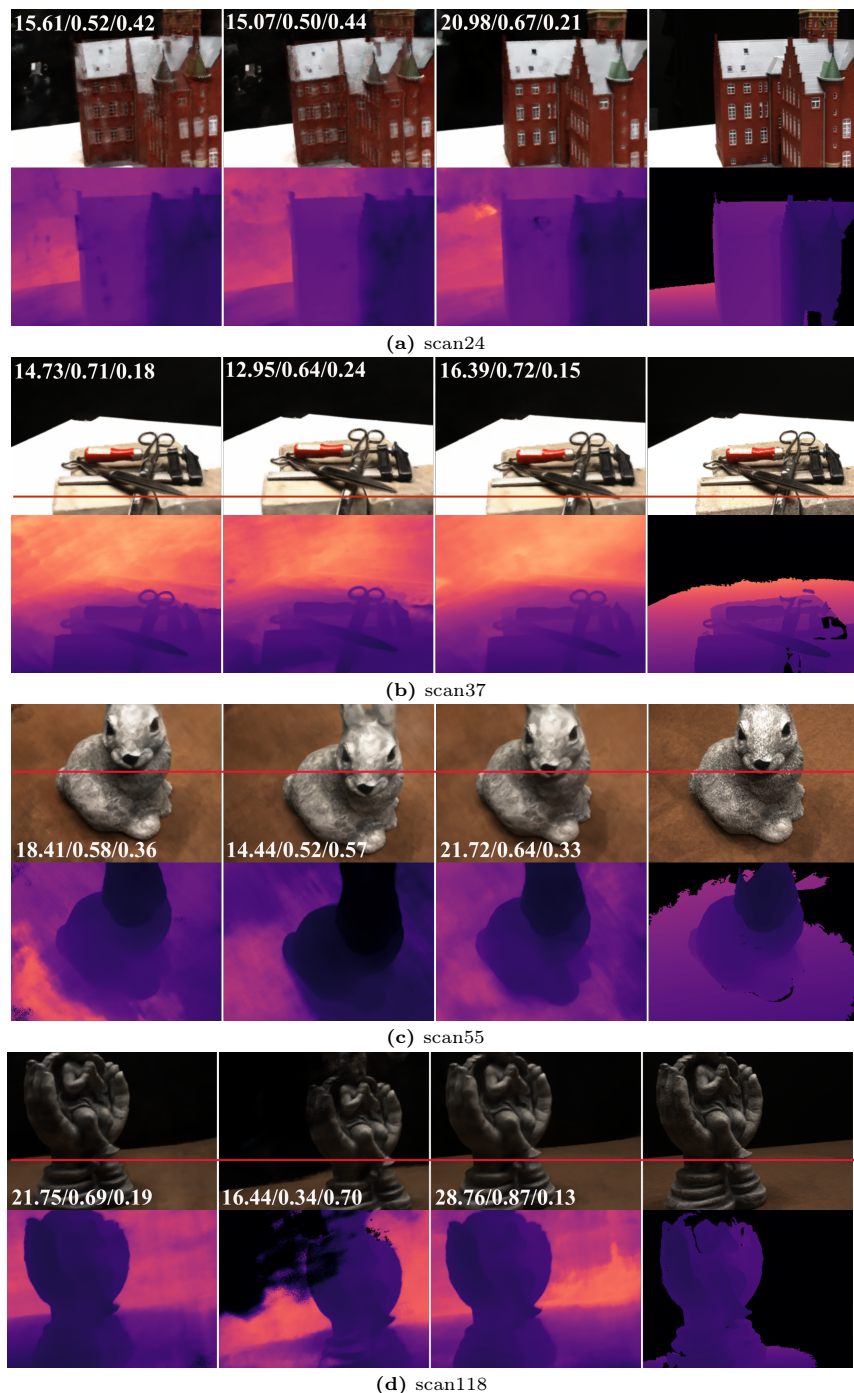 15.61/0.52/0.42 15.07/0.50/0.44 20.98/0.67/0.21
(a) scan24
14.73/0.71/0.18 12.95/0.64/0.24 16.39/0.72/0.15
(b) scan37
18.41/0.58/0.36 14.44/0.52/0.57 21.72/0.64/0.33
(c) scan55
21.75/0.69/0.19 16.44/0.34/0.70 28.76/0.87/0.13
(d) scan118